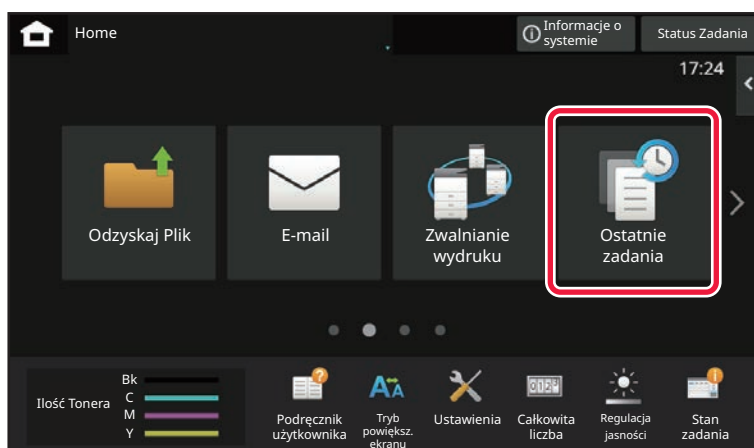 Home
Informacje o
systemie
Status Zadania
17:24
Odzyskaj Plik
E-mail
Zwalnianie
wydruku
Ostatnie
zadania
Ilość Tonera
Bk
C
M
Y
Podręcznik
użytkownika
Tryb
powiększ.
ekranu
Ustawienia
0123
Całkowita
liczba
Regulacja
jasności
Stan
zadania